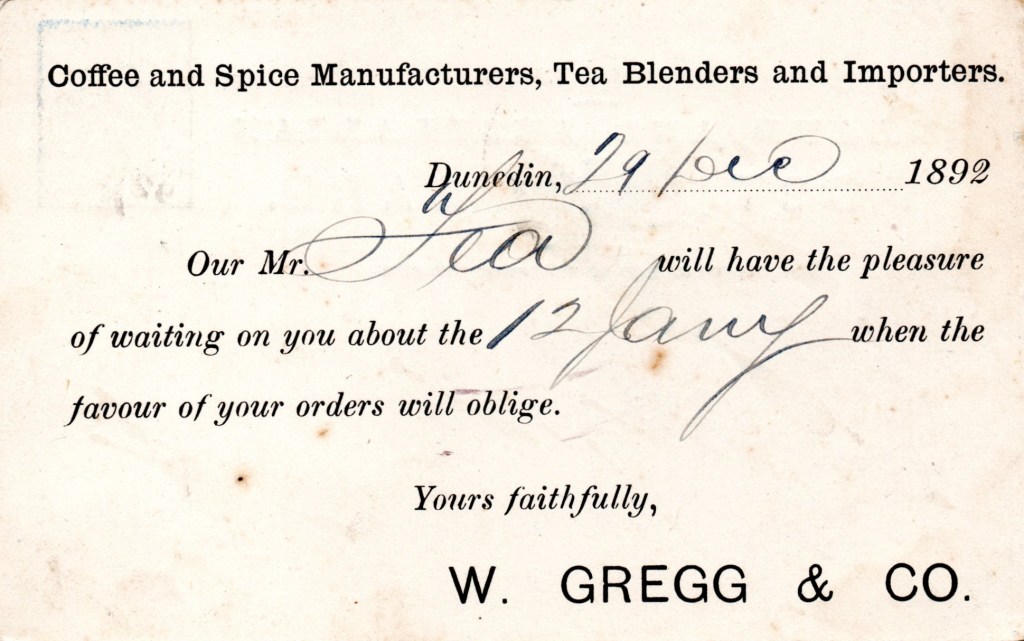 Coffee and Spice Manufacturers, Tea Blenders and Importers.
Dunedin, 29 Dec 1892
Our Mr. will have the pleasure
of waiting on you about the 12 Jany when the
favour of your orders will oblige.
Yours faithfully,
W. GREGG & CO.